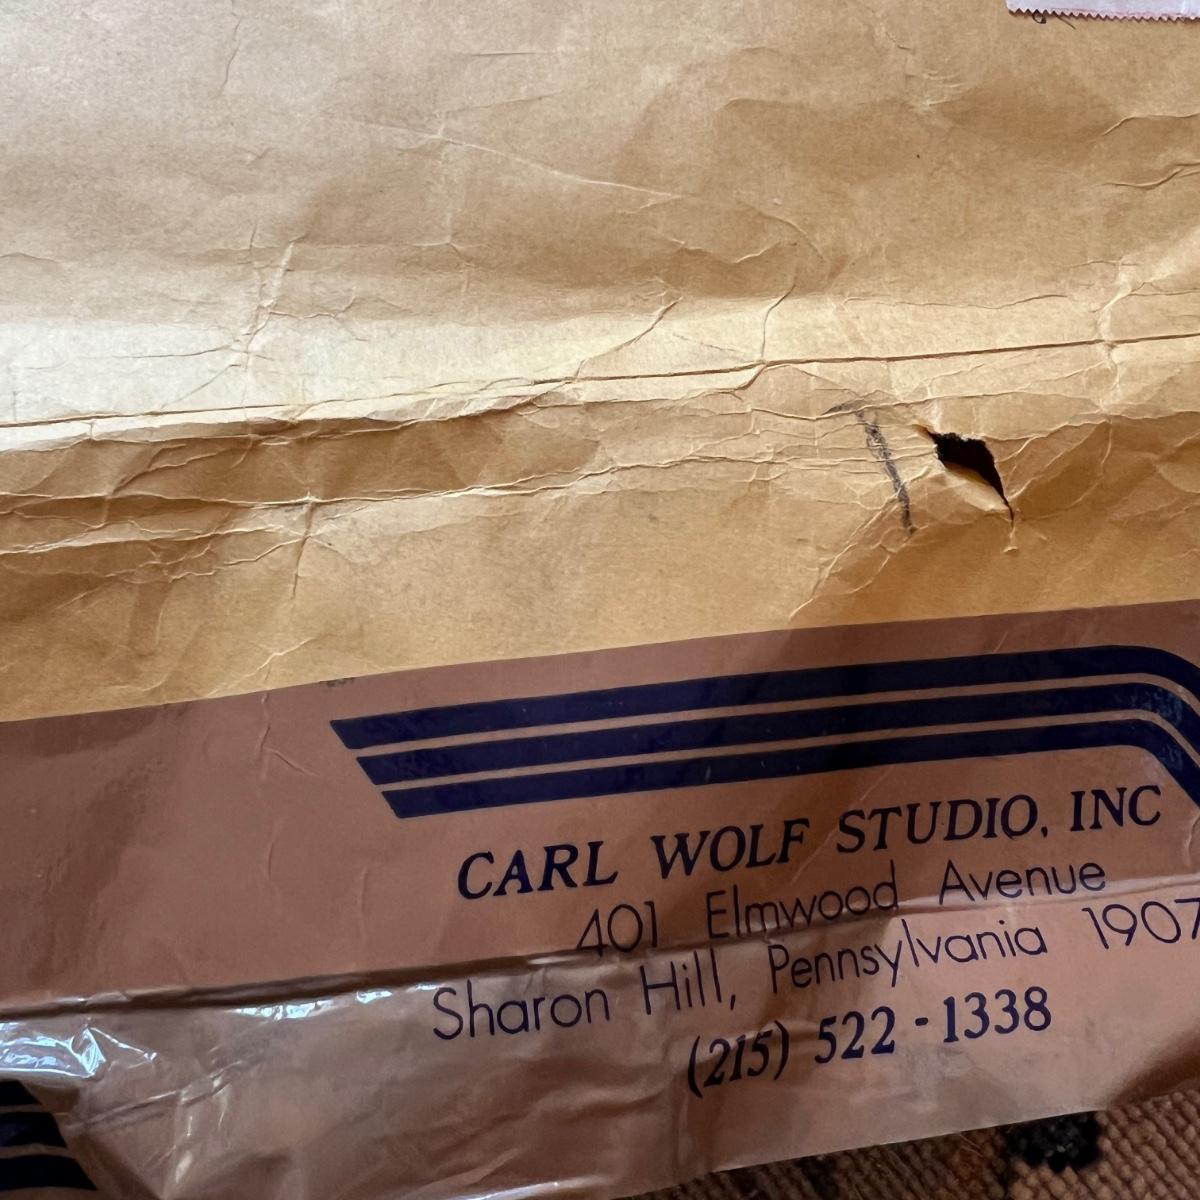 CARL WOLF STUDIO, INC
401 Elmwood Avenue
Sharon Hill, Pennsylvania 1907
(215) 522-1338